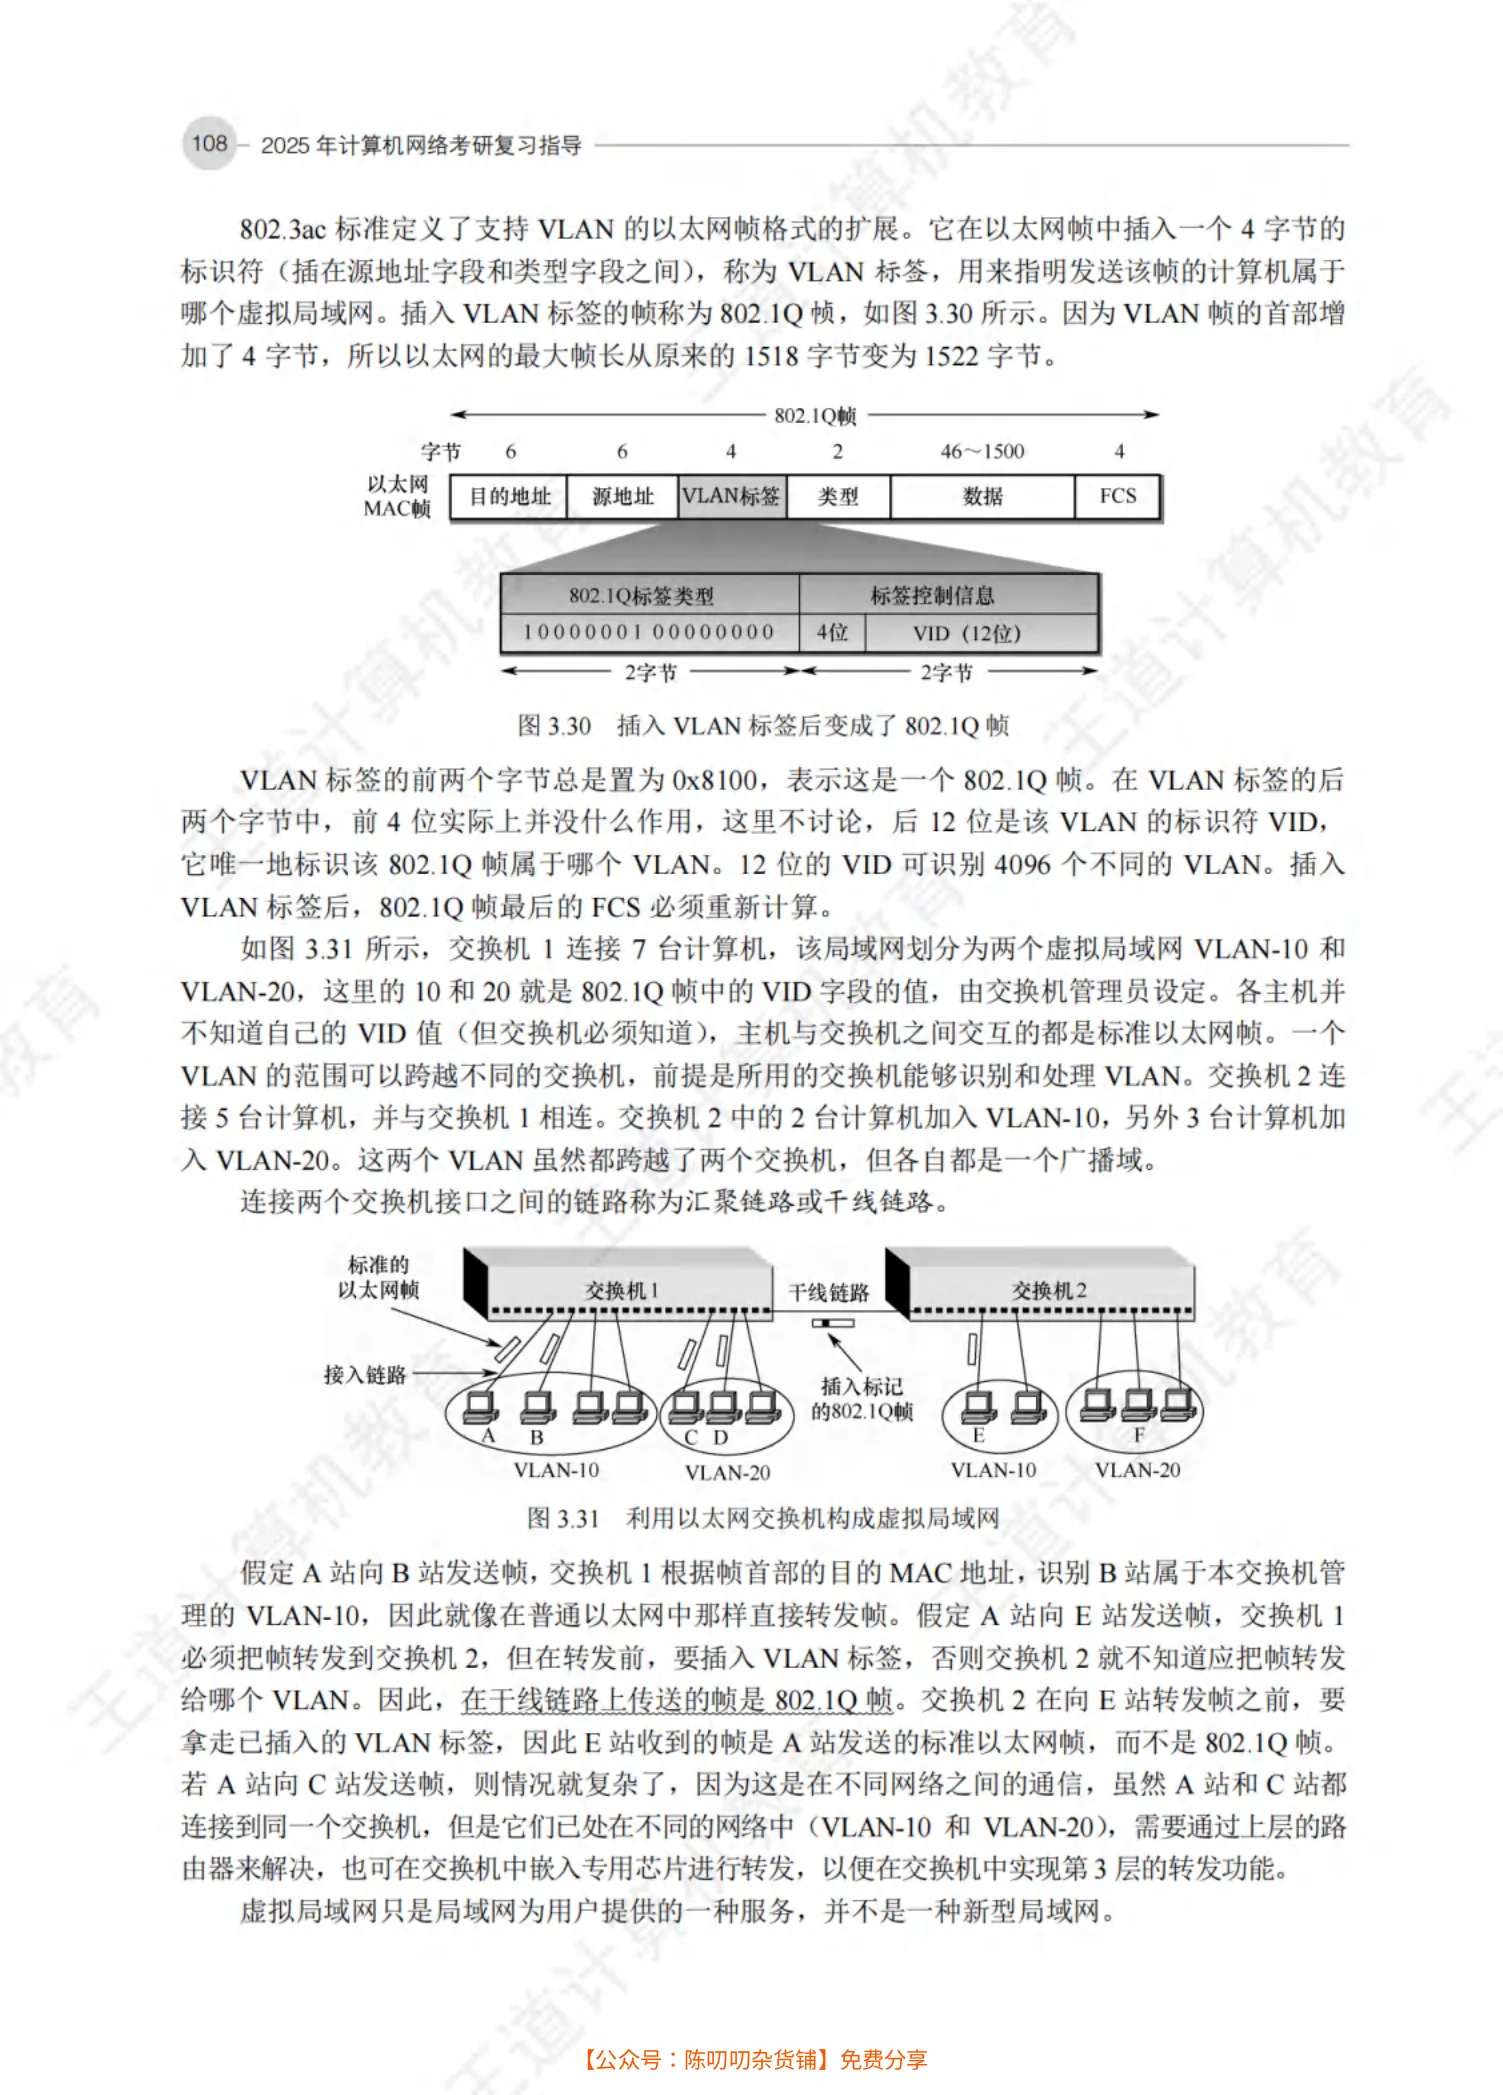 108 2025 年计算机网络考研复习指导
802.3ac 标准定义了支持 VLAN 的以太网帧格式的扩展。它在以太网帧中插入一个 4 字节的
标识符（插在源地址字段和类型字段之间），称为 VLAN 标签，用来指明发送该帧的计算机属于
哪个虚拟局域网。插入 VLAN 标签的帧称为 802.1Q 帧，如图 3.30 所示。因为 VLAN 帧的首部增
加了 4 字节，所以以太网的最大帧长从原来的 1518 字节变为 1522 字节。
802.1Q帧
字节 6 6 4 2 46～1500 4
以太网
MAC帧
目的地址 源地址 VLAN标签 类型 数据 FCS
802.1Q标签类型 标签控制信息
10000001 00000000 4位 VID（12位）
2字节 2字节
图 3.30 插入 VLAN 标签后变成了 802.1Q 帧
VLAN 标签的前两个字节总是置为 0x8100，表示这是一个 802.1Q 帧。在 VLAN 标签的后
两个字节中，前 4 位实际上并没什么作用，这里不讨论，后 12 位是该 VLAN 的标识符 VID，
它唯一地标识该 802.1Q 帧属于哪个 VLAN。12 位的 VID 可识别 4096 个不同的 VLAN。插入
VLAN 标签后，802.1Q 帧最后的 FCS 必须重新计算。
如图 3.31 所示，交换机 1 连接 7 台计算机，该局域网划分为两个虚拟局域网 VLAN-10 和
VLAN-20，这里的 10 和 20 就是 802.1Q 帧中的 VID 字段的值，由交换机管理员设定。各主机并
不知道自己的 VID 值（但交换机必须知道），主机与交换机之间交互的都是标准以太网帧。一个
VLAN 的范围可以跨越不同的交换机，前提是所用的交换机能够识别和处理 VLAN。交换机 2 连
接 5 台计算机，并与交换机 1 相连。交换机 2 中的 2 台计算机加入 VLAN-10，另外 3 台计算机加
入 VLAN-20。这两个 VLAN 虽然都跨越了两个交换机，但各自都是一个广播域。
连接两个交换机接口之间的链路称为汇聚链路或干线链路。
标准的
以太网帧
交换机1 干线链路 交换机2
接入链路
插入标记
的802.1Q帧
A B C D E F
VLAN-10 VLAN-20 VLAN-10 VLAN-20
图 3.31 利用以太网交换机构成虚拟局域网
假定 A 站向 B 站发送帧，交换机 1 根据帧首部的目的 MAC 地址，识别 B 站属于本交换机管
理的 VLAN-10，因此就像在普通以太网中那样直接转发帧。假定 A 站向 E 站发送帧，交换机 1
必须把帧转发到交换机 2，但在转发前，要插入 VLAN 标签，否则交换机 2 就不知道应把帧转发
给哪个 VLAN。因此，在干线链路上传送的帧是 802.1Q 帧。交换机 2 在向 E 站转发帧之前，要
拿走已插入的 VLAN 标签，因此 E 站收到的帧是 A 站发送的标准以太网帧，而不是 802.1Q 帧。
若 A 站向 C 站发送帧，则情况就复杂了，因为这是在不同网络之间的通信，虽然 A 站和 C 站都
连接到同一个交换机，但是它们已处在不同的网络中（VLAN-10 和 VLAN-20），需要通过上层的路
由器来解决，也可在交换机中嵌入专用芯片进行转发，以便在交换机中实现第 3 层的转发功能。
虚拟局域网只是局域网为用户提供的一种服务，并不是一种新型局域网。
【公众号：陈叨叨杂货铺】免费分享
王道计算机教育